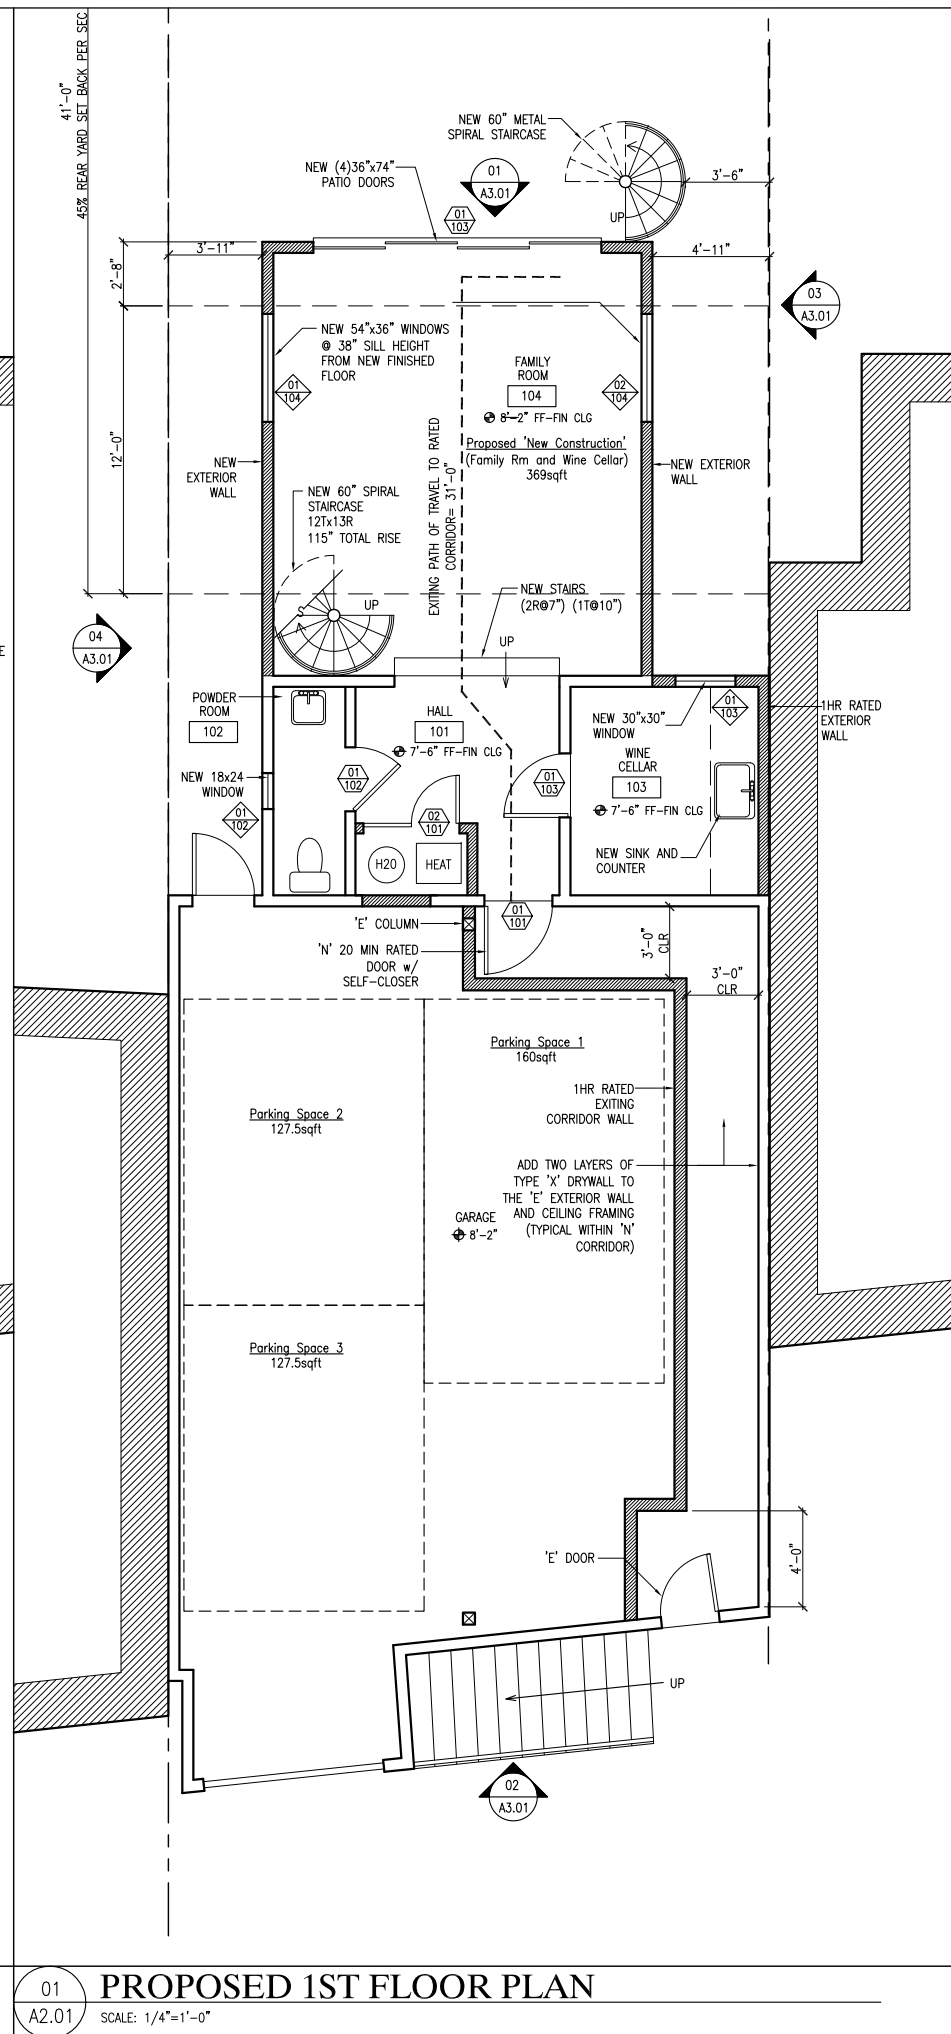 41'-0"
45% REAR YARD SET BACK PER SEC
NEW 60" METAL
SPIRAL STAIRCASE
NEW (4)36"x74"
PATIO DOORS
01
A3.01
01
103
UP
3'-6"
3'-11"
4'-11"
2'-8"
03
A3.01
NEW 54"x36" WINDOWS
@ 38" SILL HEIGHT
FROM NEW FINISHED
FLOOR
FAMILY
ROOM
104
8'-2" FF-FIN CLG
01
104
02
104
Proposed 'New Construction'
(Family Rm and Wine Cellar)
369sqft
12'-0"
NEW
EXTERIOR
WALL
NEW EXTERIOR
WALL
NEW 60" SPIRAL
STAIRCASE
12Tx13R
115" TOTAL RISE
EXITING PATH OF TRAVEL TO RATED
CORRIDOR= 31'-0"
NEW STAIRS
(2R@7") (1T@10")
UP
UP
04
A3.01
E
POWDER
ROOM
102
HALL
101
7'-6" FF-FIN CLG
NEW 30"x30"
WINDOW
01
103
1HR RATED
EXTERIOR
WALL
WINE
CELLAR
103
7'-6" FF-FIN CLG
NEW 18x24
WINDOW
01
102
01
102
01
103
02
101
H20
HEAT
NEW SINK AND
COUNTER
'E' COLUMN
01
101
'N' 20 MIN RATED
DOOR w/
SELF-CLOSER
3'-0"
CLR
3'-0"
CLR
Parking Space 1
160sqft
1HR RATED
EXITING
CORRIDOR WALL
Parking Space 2
127.5sqft
ADD TWO LAYERS OF
TYPE 'X' DRYWALL TO
THE 'E' EXTERIOR WALL
AND CEILING FRAMING
(TYPICAL WITHIN 'N'
CORRIDOR)
GARAGE
8'-2"
Parking Space 3
127.5sqft
'E' DOOR
4'-0"
UP
02
A3.01
01
A2.01
PROPOSED 1ST FLOOR PLAN
SCALE: 1/4"=1'-0"